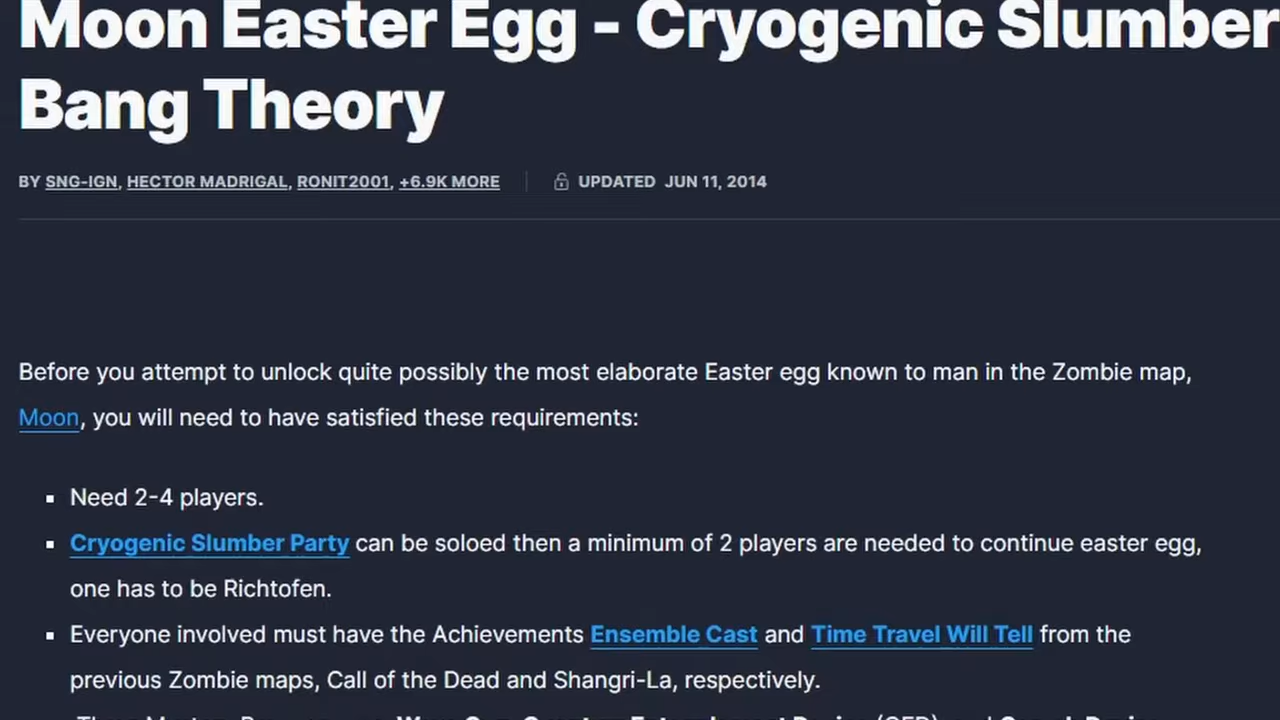 Moon Easter Egg - Cryogenic Slumber
Bang Theory
BY SNG-IGN, HECTOR MADRIGAL, RONIT2001, +6.9K MORE
UPDATED JUN 11, 2014
Before you attempt to unlock quite possibly the most elaborate Easter egg known to man in the Zombie map,
Moon, you will need to have satisfied these requirements:
▪ Need 2-4 players.
▪ Cryogenic Slumber Party can be soloed then a minimum of 2 players are needed to continue easter egg,
one has to be Richtofen.
▪ Everyone involved must have the Achievements Ensemble Cast and Time Travel Will Tell from the
previous Zombie maps, Call of the Dead and Shangri-La, respectively.